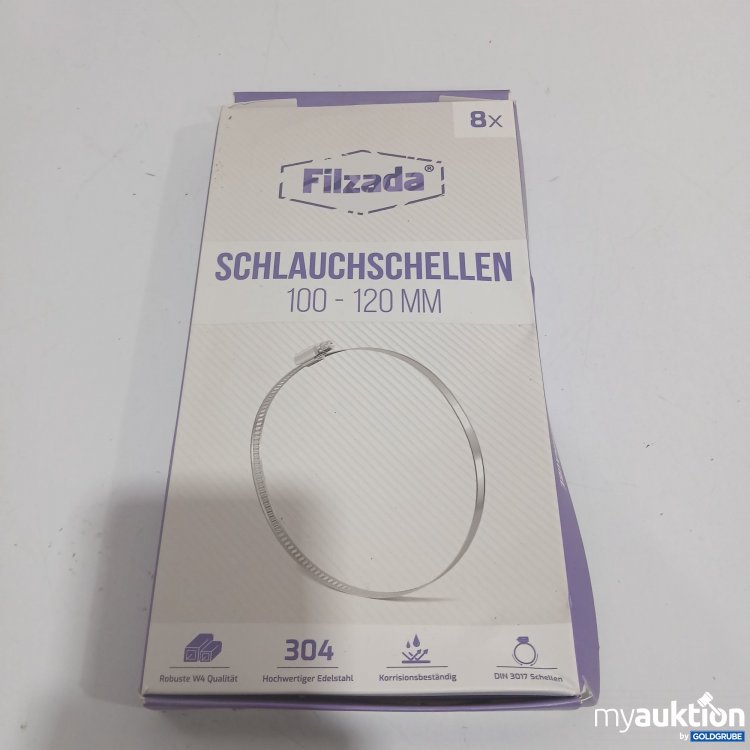 8x
Filzada®
SCHLAUCHSCHELLEN
100 - 120 MM
304
Robuste W4 Qualität
Hochwertiger Edelstahl
Korrisionsbeständig
DIN 3017 Schellen
myauktion
by GOLDGRUBE